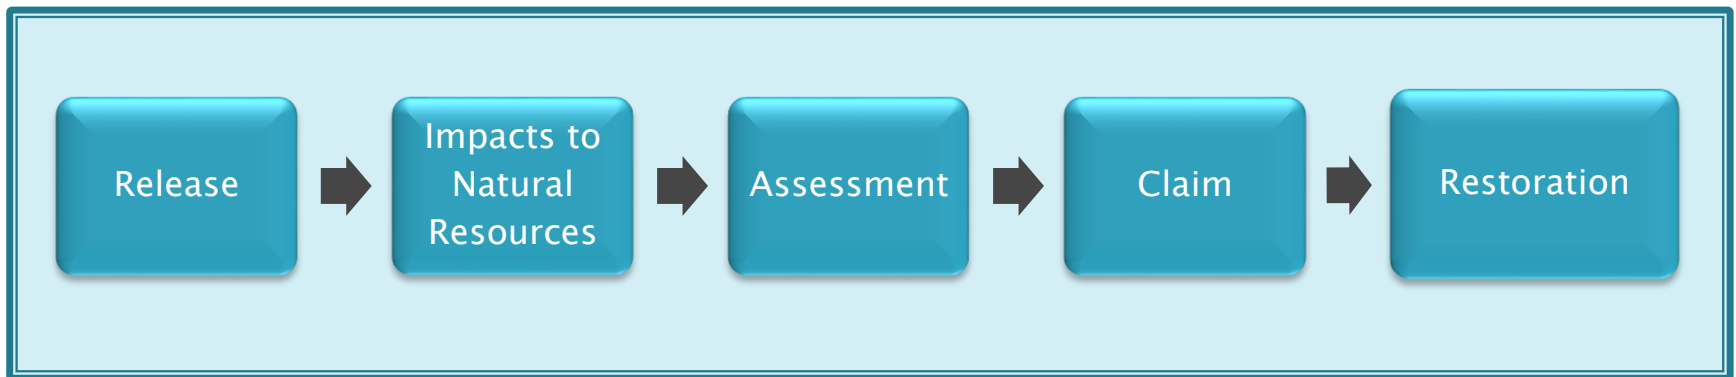 Release
Impacts to
Natural
Resources
Assessment
Claim
Restoration